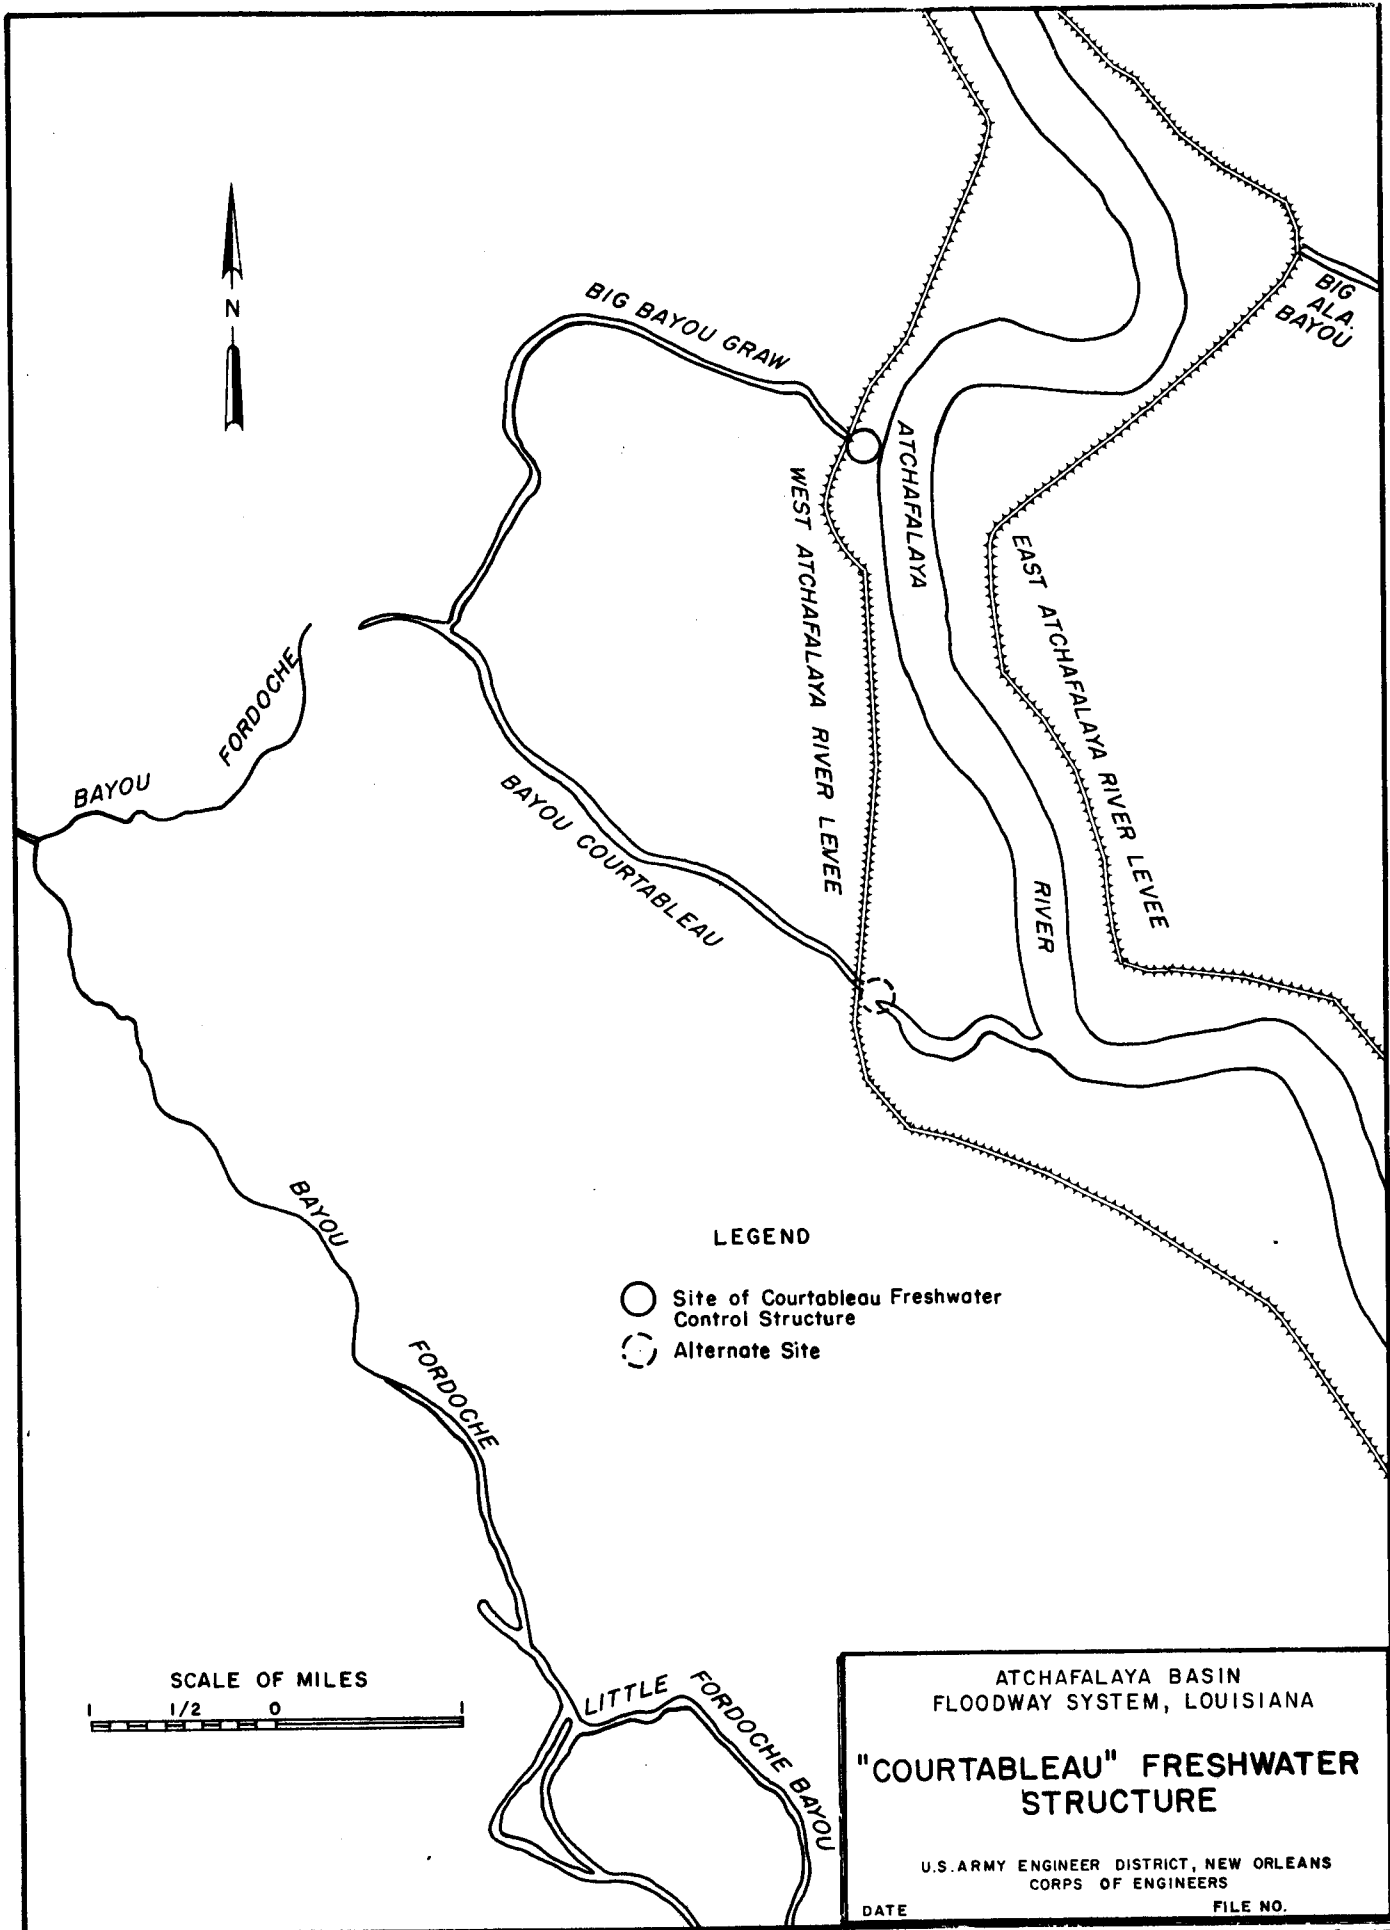 BIG
ALA.
BAYOU
N
BIG BAYOU GRAW
ATCHAFALAYA
WEST ATCHAFALAYA RIVER LEVEE
EAST ATCHAFALAYA RIVER LEVEE
FORDOCHE
BAYOU
BAYOU COURTABLEAU
RIVER
BAYOU
FORDOCHE
LEGEND
Site of Courtableau Freshwater
Control Structure
Alternate Site
SCALE OF MILES
1 1/2 0 1
LITTLE FORDOCHE BAYOU
ATCHAFALAYA BASIN
FLOODWAY SYSTEM, LOUISIANA
"COURTABLEAU" FRESHWATER
STRUCTURE
U.S. ARMY ENGINEER DISTRICT, NEW ORLEANS
CORPS OF ENGINEERS
DATE FILE NO.